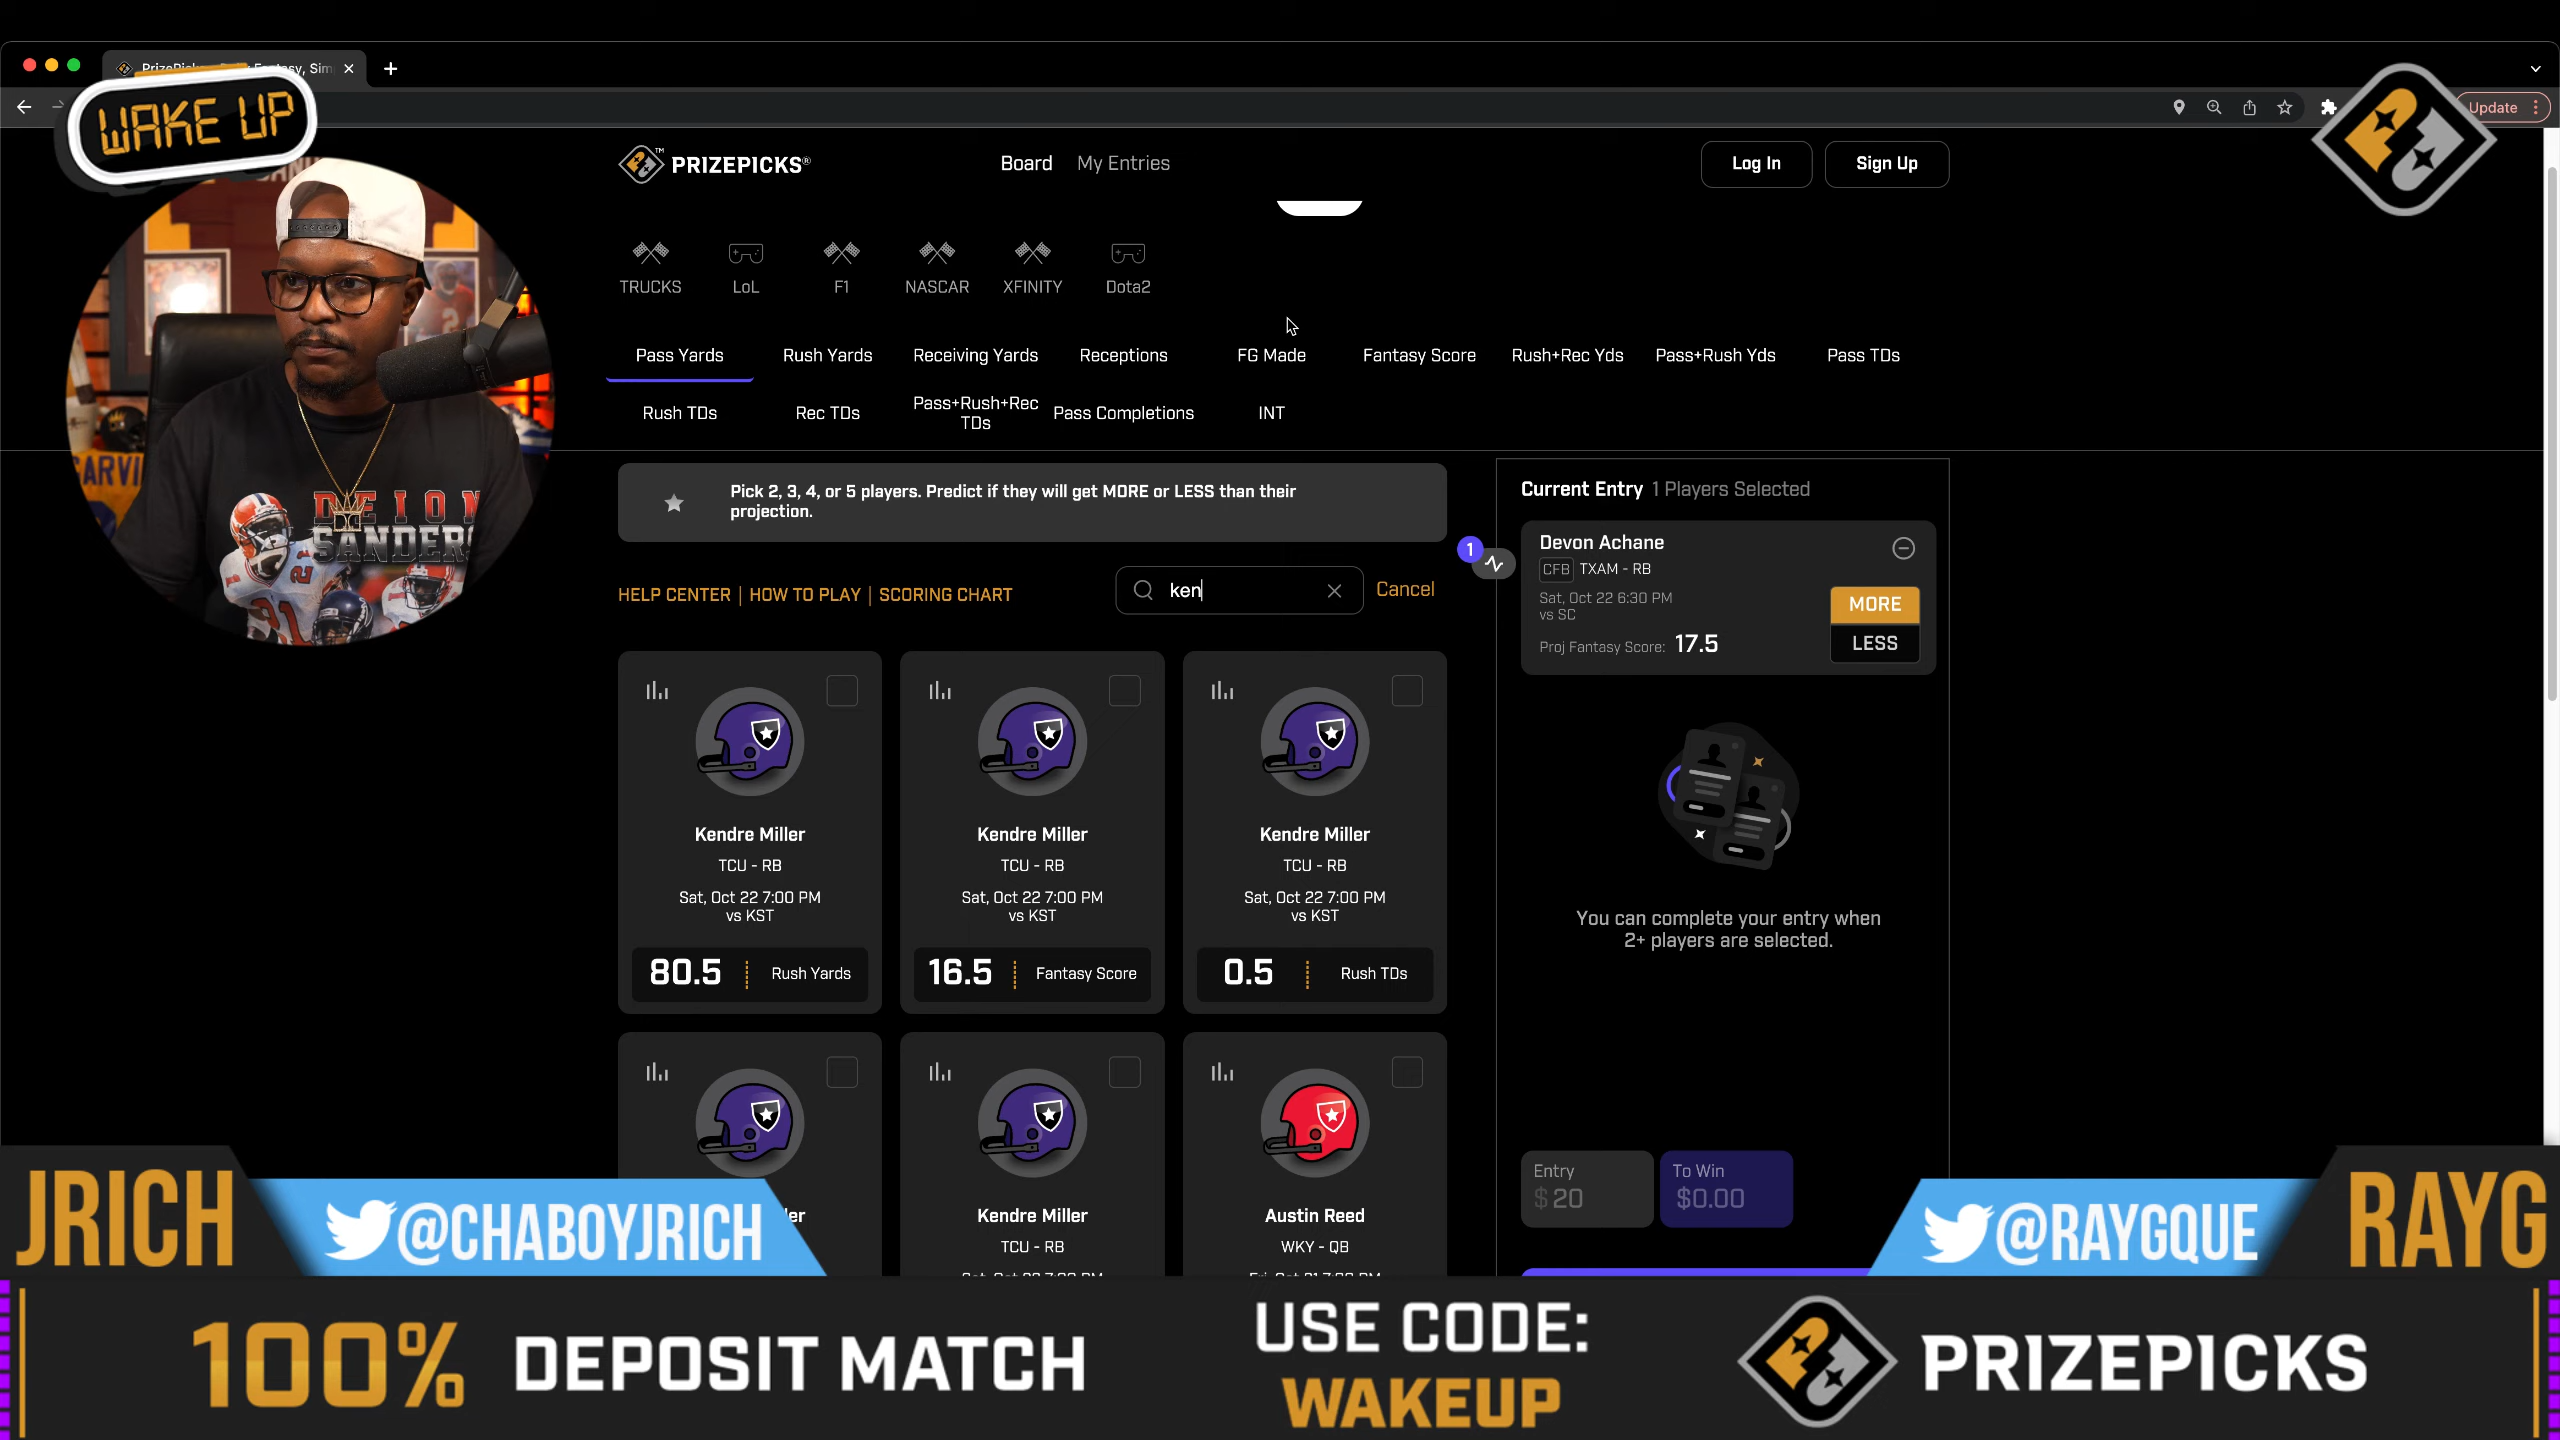 WAKE UP
Update
PRIZEPICKS®
Board
My Entries
Log In
Sign Up
TRUCKS
LoL
F1
NASCAR
XFINITY
Dota2
Pass Yards
Rush Yards
Receiving Yards
Receptions
FG Made
Fantasy Score
Rush+Rec Yds
Pass+Rush Yds
Pass TDs
Rush TDs
Rec TDs
Pass+Rush+Rec
TDs
Pass Completions
INT
Pick 2, 3, 4, or 5 players. Predict if they will get MORE or LESS than their
projection.
HELP CENTER | HOW TO PLAY | SCORING CHART
ken
Cancel
Kendre Miller
TCU - RB
Sat, Oct 22 7:00 PM
vs KST
80.5
Rush Yards
Kendre Miller
TCU - RB
Sat, Oct 22 7:00 PM
vs KST
16.5
Fantasy Score
Kendre Miller
TCU - RB
Sat, Oct 22 7:00 PM
vs KST
0.5
Rush TDs
Kendre Miller
TCU - RB
Austin Reed
WKY - QB
Current Entry 1 Players Selected
1
Devon Achane
CFB TXAM - RB
Sat, Oct 22 6:30 PM
vs SC
Proj Fantasy Score: 17.5
MORE
LESS
You can complete your entry when
2+ players are selected.
Entry
$ 20
To Win
$0.00
DEION
SANDERS
JRICH
@CHABOYJRICH
@RAYGQUE
RAYG
100% DEPOSIT MATCH
USE CODE:
WAKEUP
PRIZEPICKS